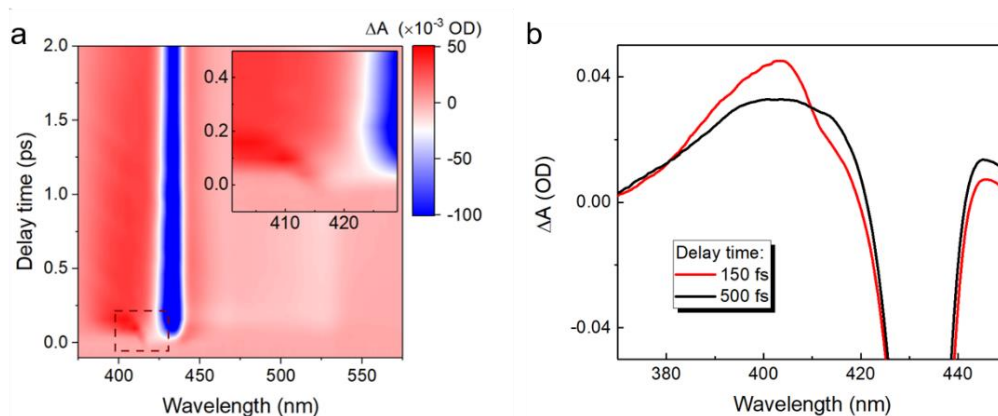 a
ΔA (×10⁻³ OD)
2.0
1.5
1.0
0.5
0.0
Delay time (ps)
0.4
0.2
0.0
410 420
50
0
-50
-100
400 450 500 550
Wavelength (nm)
b
0.04
0.00
-0.04
ΔA (OD)
Delay time:
150 fs
500 fs
380 400 420 440
Wavelength (nm)